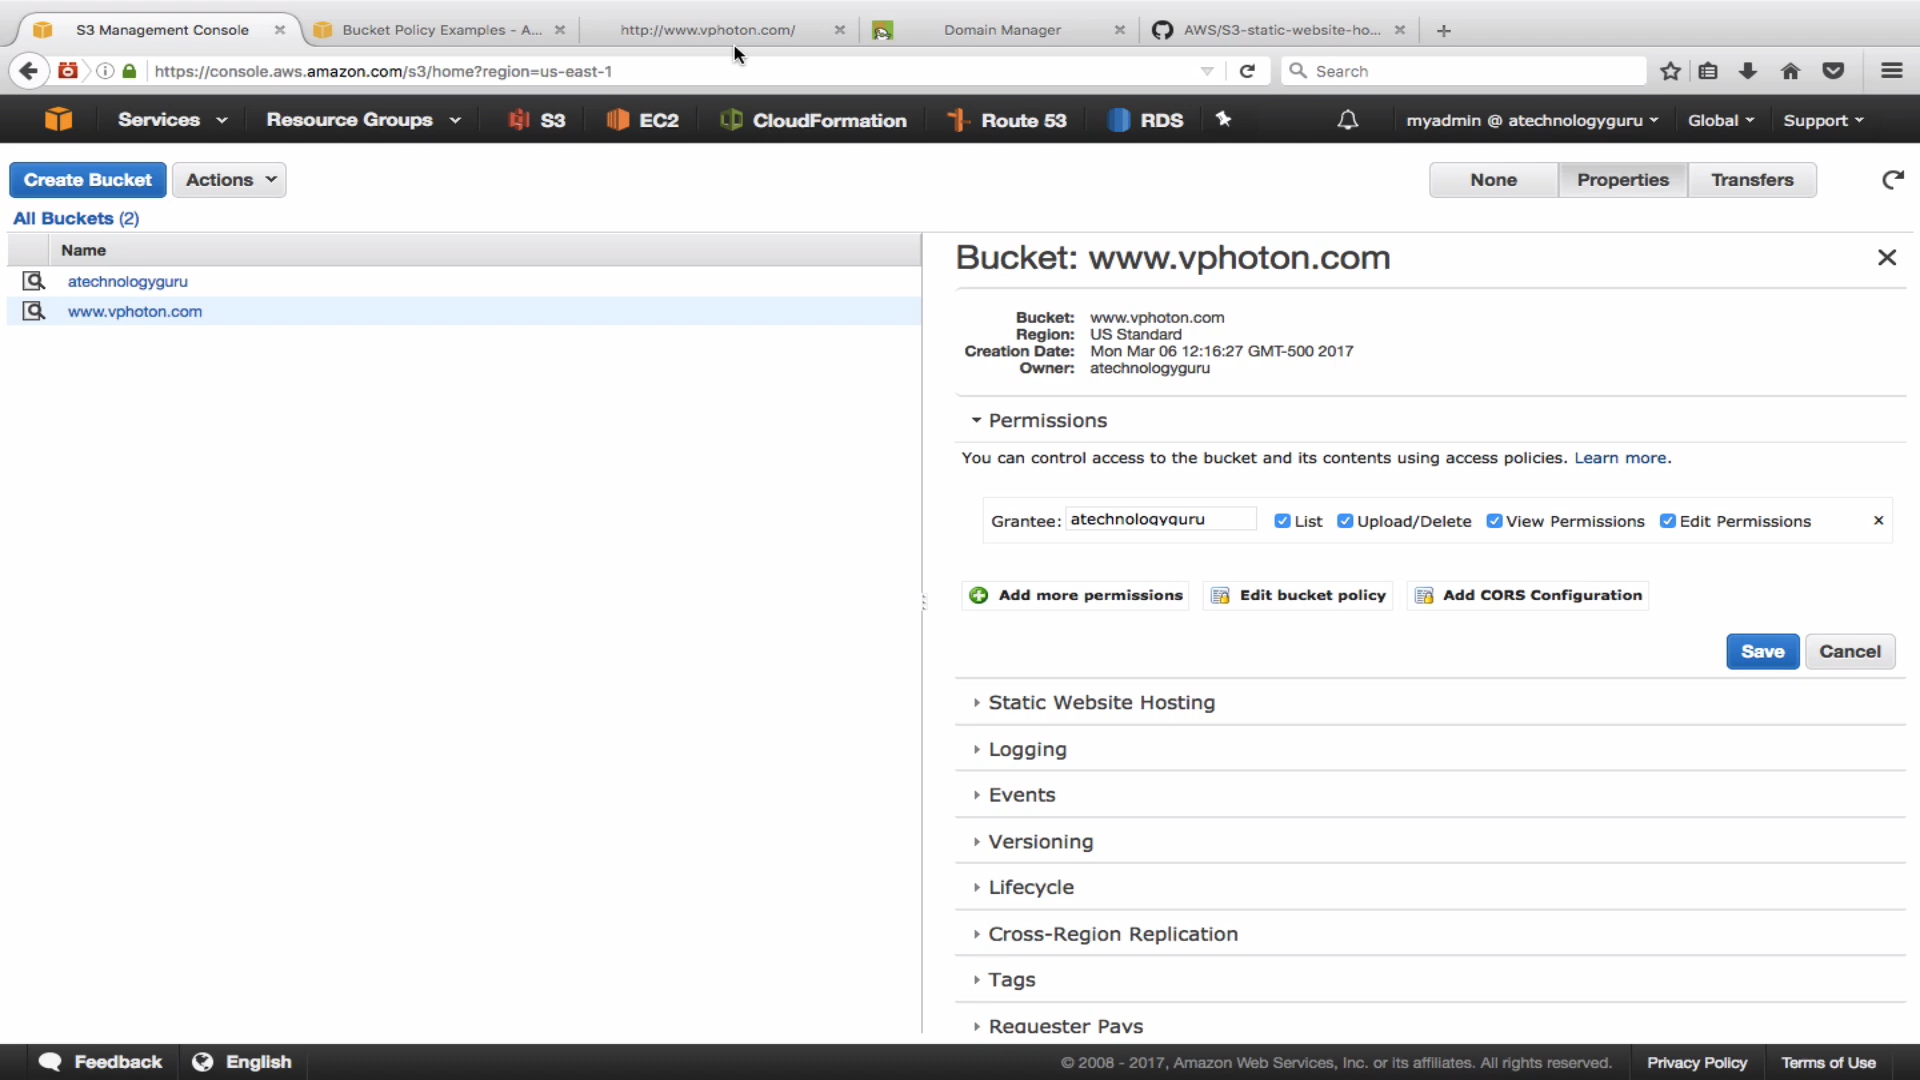 S3 Management Console
Bucket Policy Examples - A...
http://www.vphoton.com/
Domain Manager
AWS/S3-static-website-ho...
https://console.aws.amazon.com/s3/home?region=us-east-1
Search
Services
Resource Groups
S3
EC2
CloudFormation
Route 53
RDS
myadmin @ atechnologyguru
Global
Support
Create Bucket
Actions
None
Properties
Transfers
All Buckets (2)
Name
atechnologyguru
www.vphoton.com
Bucket: www.vphoton.com
Bucket: www.vphoton.com
Region: US Standard
Creation Date: Mon Mar 06 12:16:27 GMT-500 2017
Owner: atechnologyguru
Permissions
You can control access to the bucket and its contents using access policies. Learn more.
Grantee: atechnologyguru List Upload/Delete View Permissions Edit Permissions x
Add more permissions
Edit bucket policy
Add CORS Configuration
Save
Cancel
Static Website Hosting
Logging
Events
Versioning
Lifecycle
Cross-Region Replication
Tags
Requester Pays
Feedback
English
© 2008 - 2017, Amazon Web Services, Inc. or its affiliates. All rights reserved.
Privacy Policy
Terms of Use